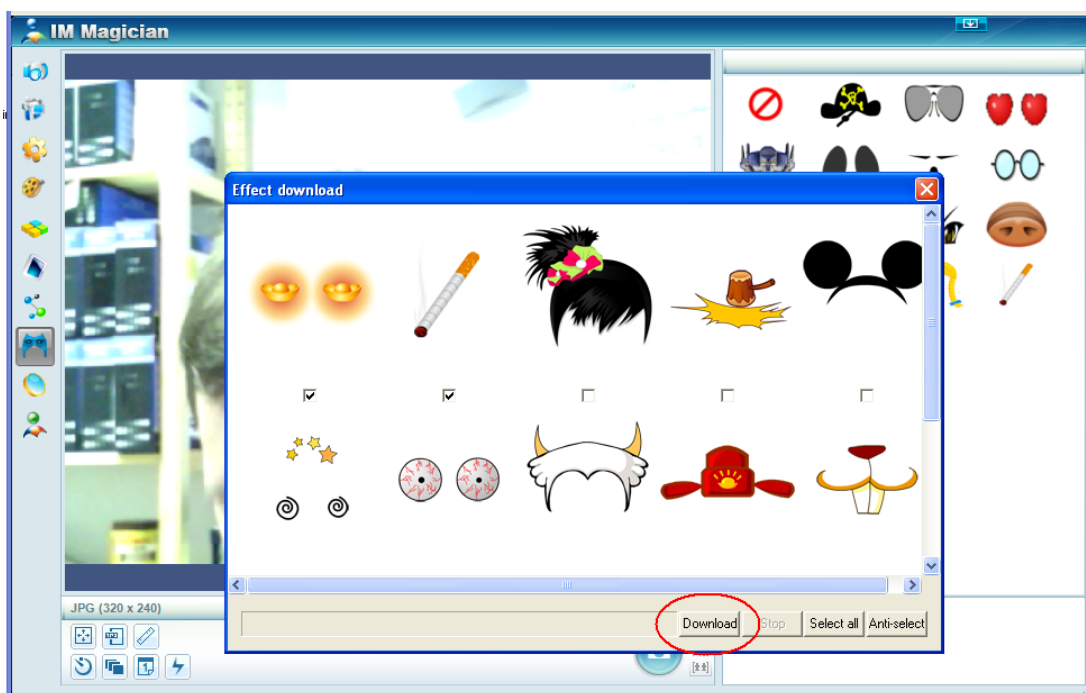 IM Magician
Effect download
JPG (320 x 240)
Download
Stop
Select all
Anti-select